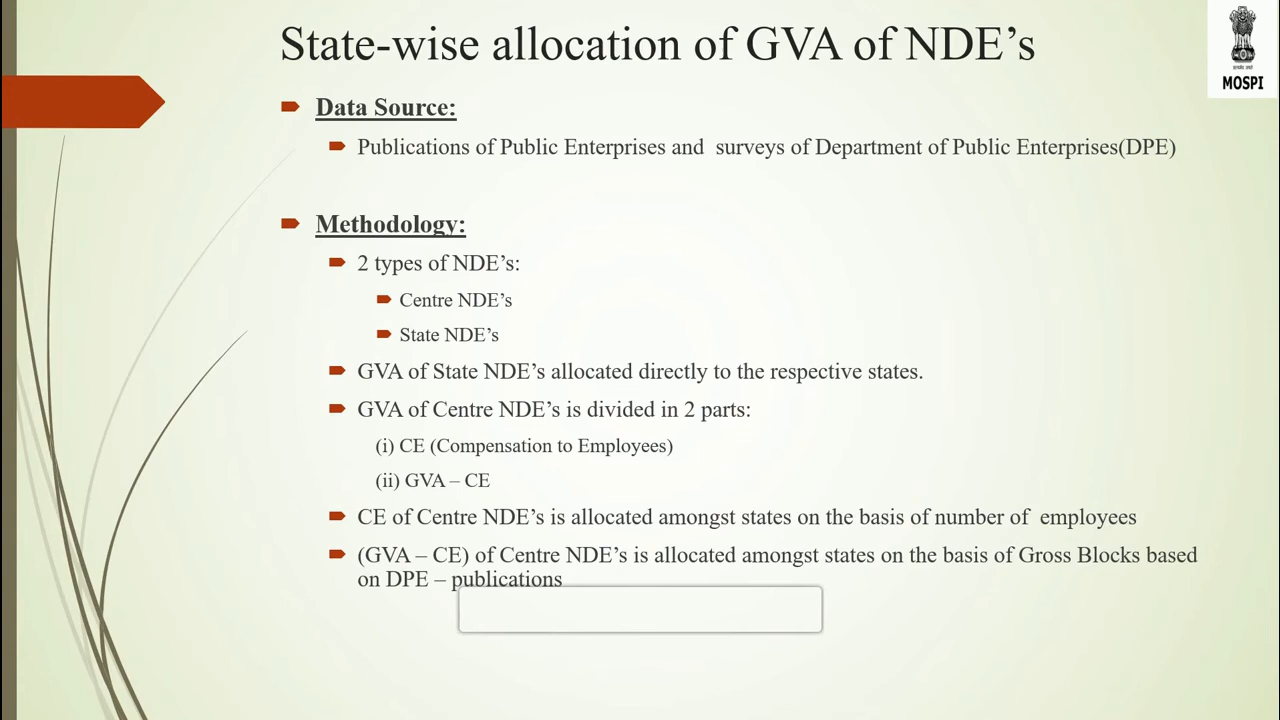 State-wise allocation of GVA of NDE’s
MOSPI
Data Source:
Publications of Public Enterprises and surveys of Department of Public Enterprises(DPE)
Methodology:
2 types of NDE’s:
Centre NDE’s
State NDE’s
GVA of State NDE’s allocated directly to the respective states.
GVA of Centre NDE’s is divided in 2 parts:
(i) CE (Compensation to Employees)
(ii) GVA – CE
CE of Centre NDE’s is allocated amongst states on the basis of number of employees
(GVA – CE) of Centre NDE’s is allocated amongst states on the basis of Gross Blocks based
on DPE – publications